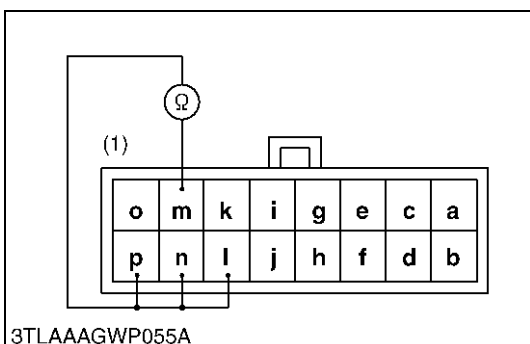 Ω
(1)
o m k i g e c a
p n l j h f d b
3TLAAAGWP055A